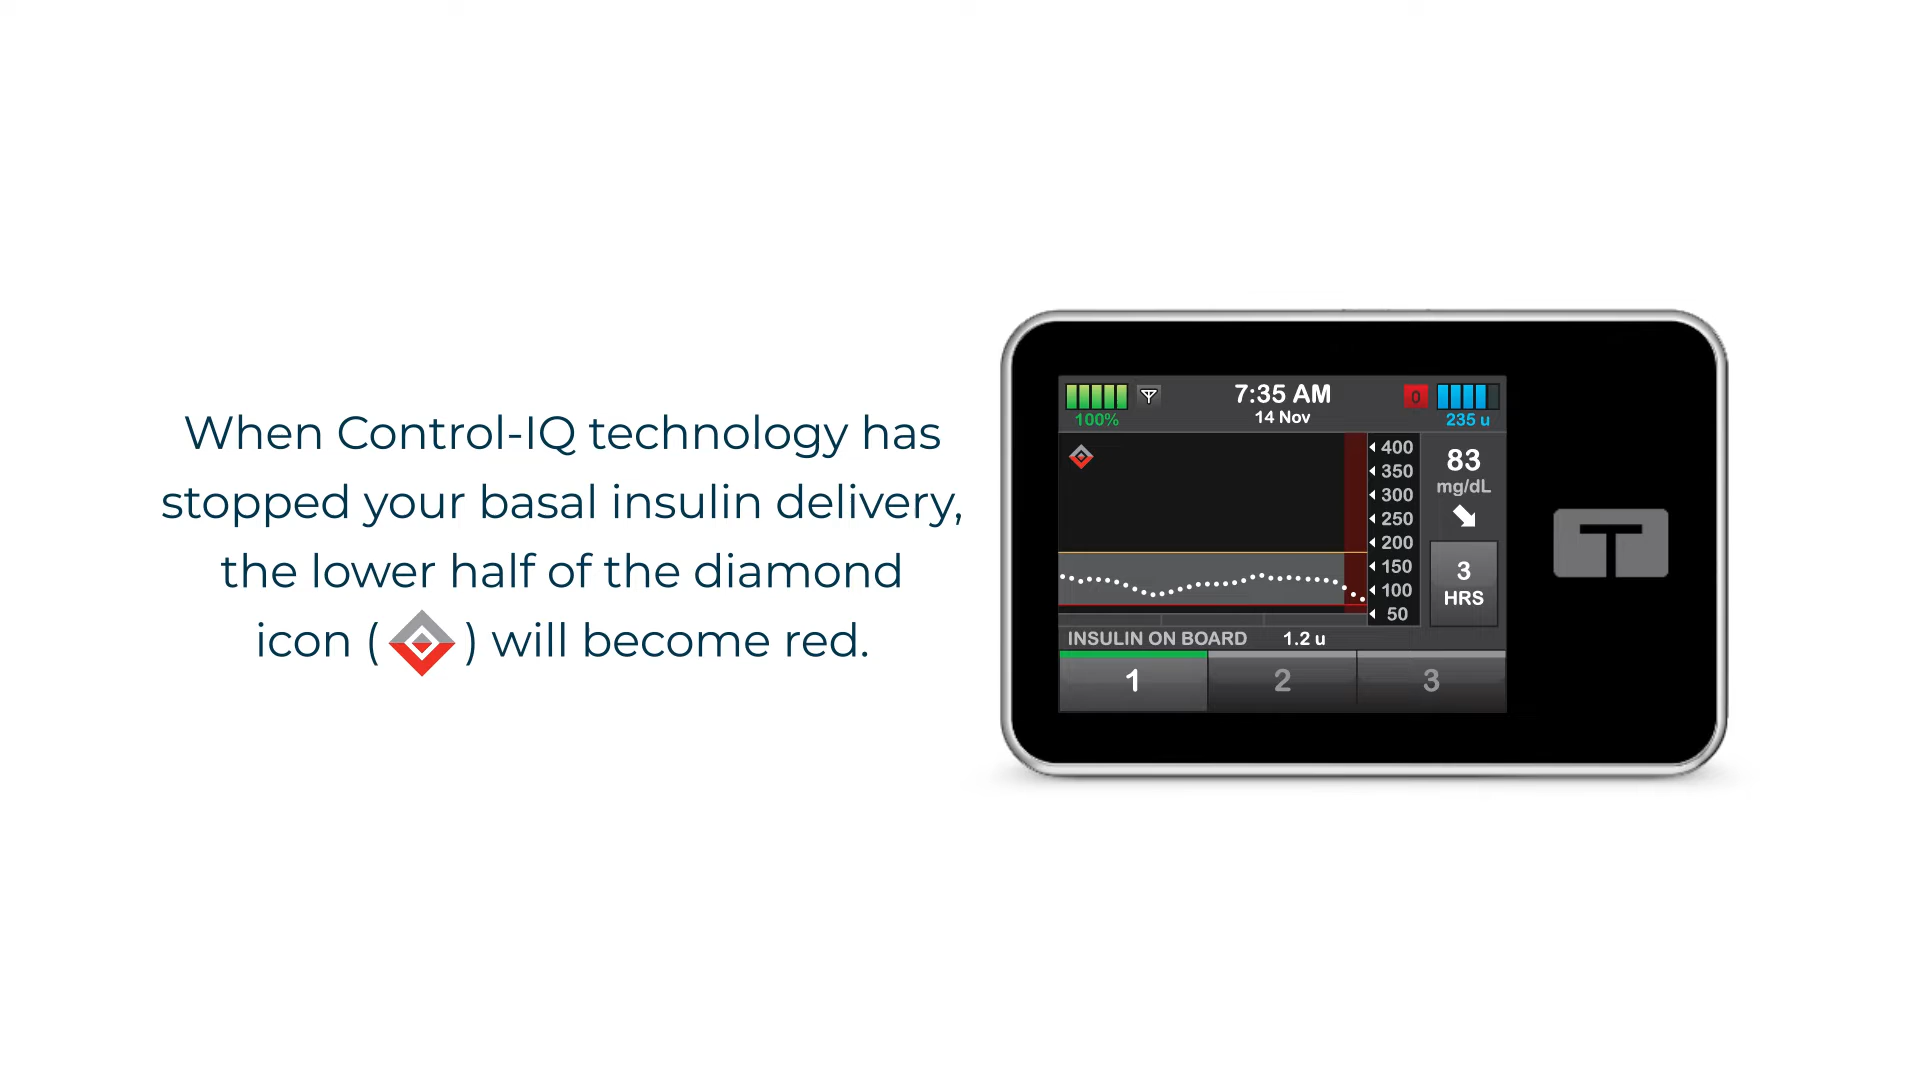 When Control-IQ technology has
stopped your basal insulin delivery,
the lower half of the diamond
icon ( ) will become red.
7:35 AM
14 Nov
100%
0
235 u
400
350
300
250
200
150
100
50
83
mg/dL
3
HRS
INSULIN ON BOARD 1.2 u
1 2 3
T